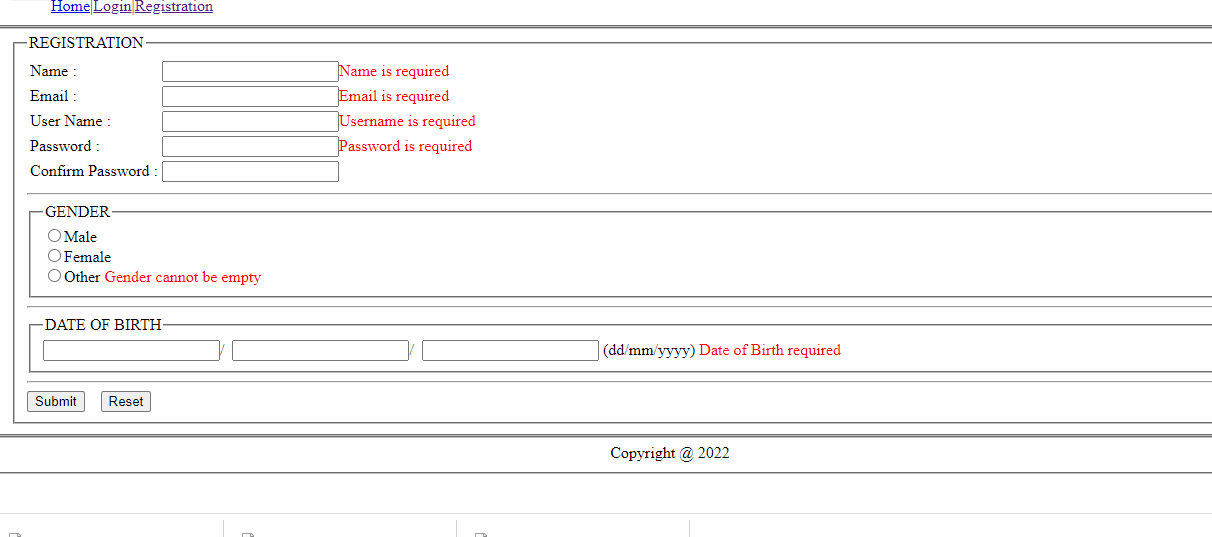 Home|Login|Registration
REGISTRATION
Name : Name is required
Email : Email is required
User Name : Username is required
Password : Password is required
Confirm Password :
GENDER
Male
Female
Other Gender cannot be empty
DATE OF BIRTH
/ / (dd/mm/yyyy) Date of Birth required
Submit Reset
Copyright @ 2022